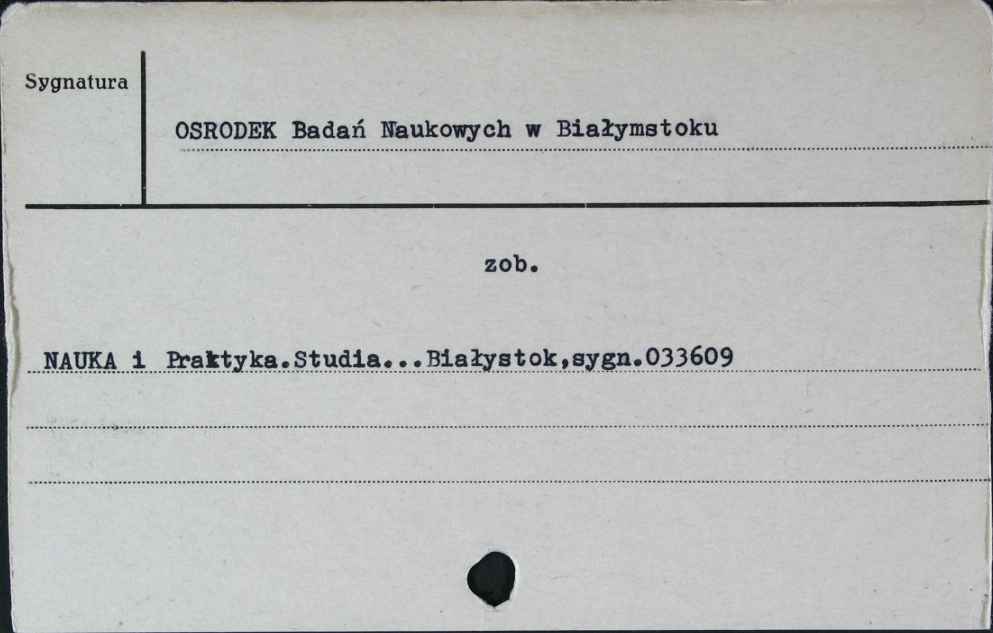 Sygnatura
OSRODEK Badań Naukowych w Białymstoku
zob.
NAUKA i Praktyka.Studia...Białystok,sygn.033609